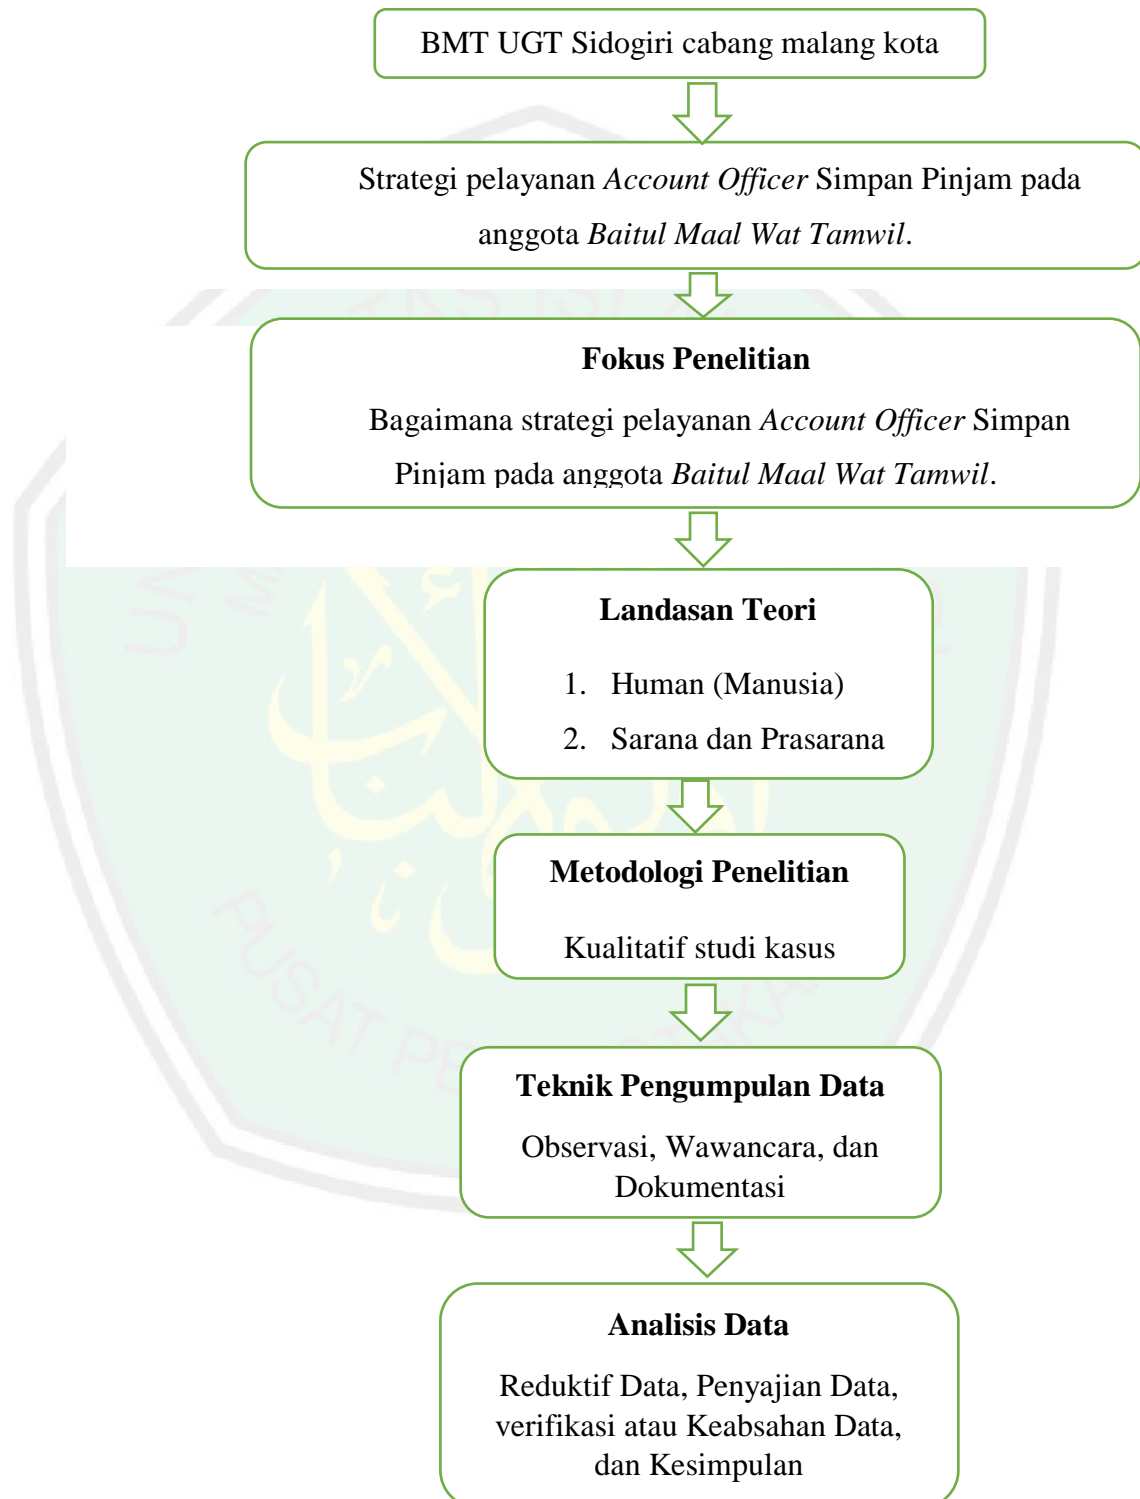 BMT UGT Sidogiri cabang malang kota
Strategi pelayanan Account Officer Simpan Pinjam pada
anggota Baitul Maal Wat Tamwil.
Fokus Penelitian
Bagaimana strategi pelayanan Account Officer Simpan
Pinjam pada anggota Baitul Maal Wat Tamwil.
Landasan Teori
1. Human (Manusia)
2. Sarana dan Prasarana
Metodologi Penelitian
Kualitatif studi kasus
Teknik Pengumpulan Data
Observasi, Wawancara, dan
Dokumentasi
Analisis Data
Reduktif Data, Penyajian Data,
verifikasi atau Keabsahan Data,
dan Kesimpulan